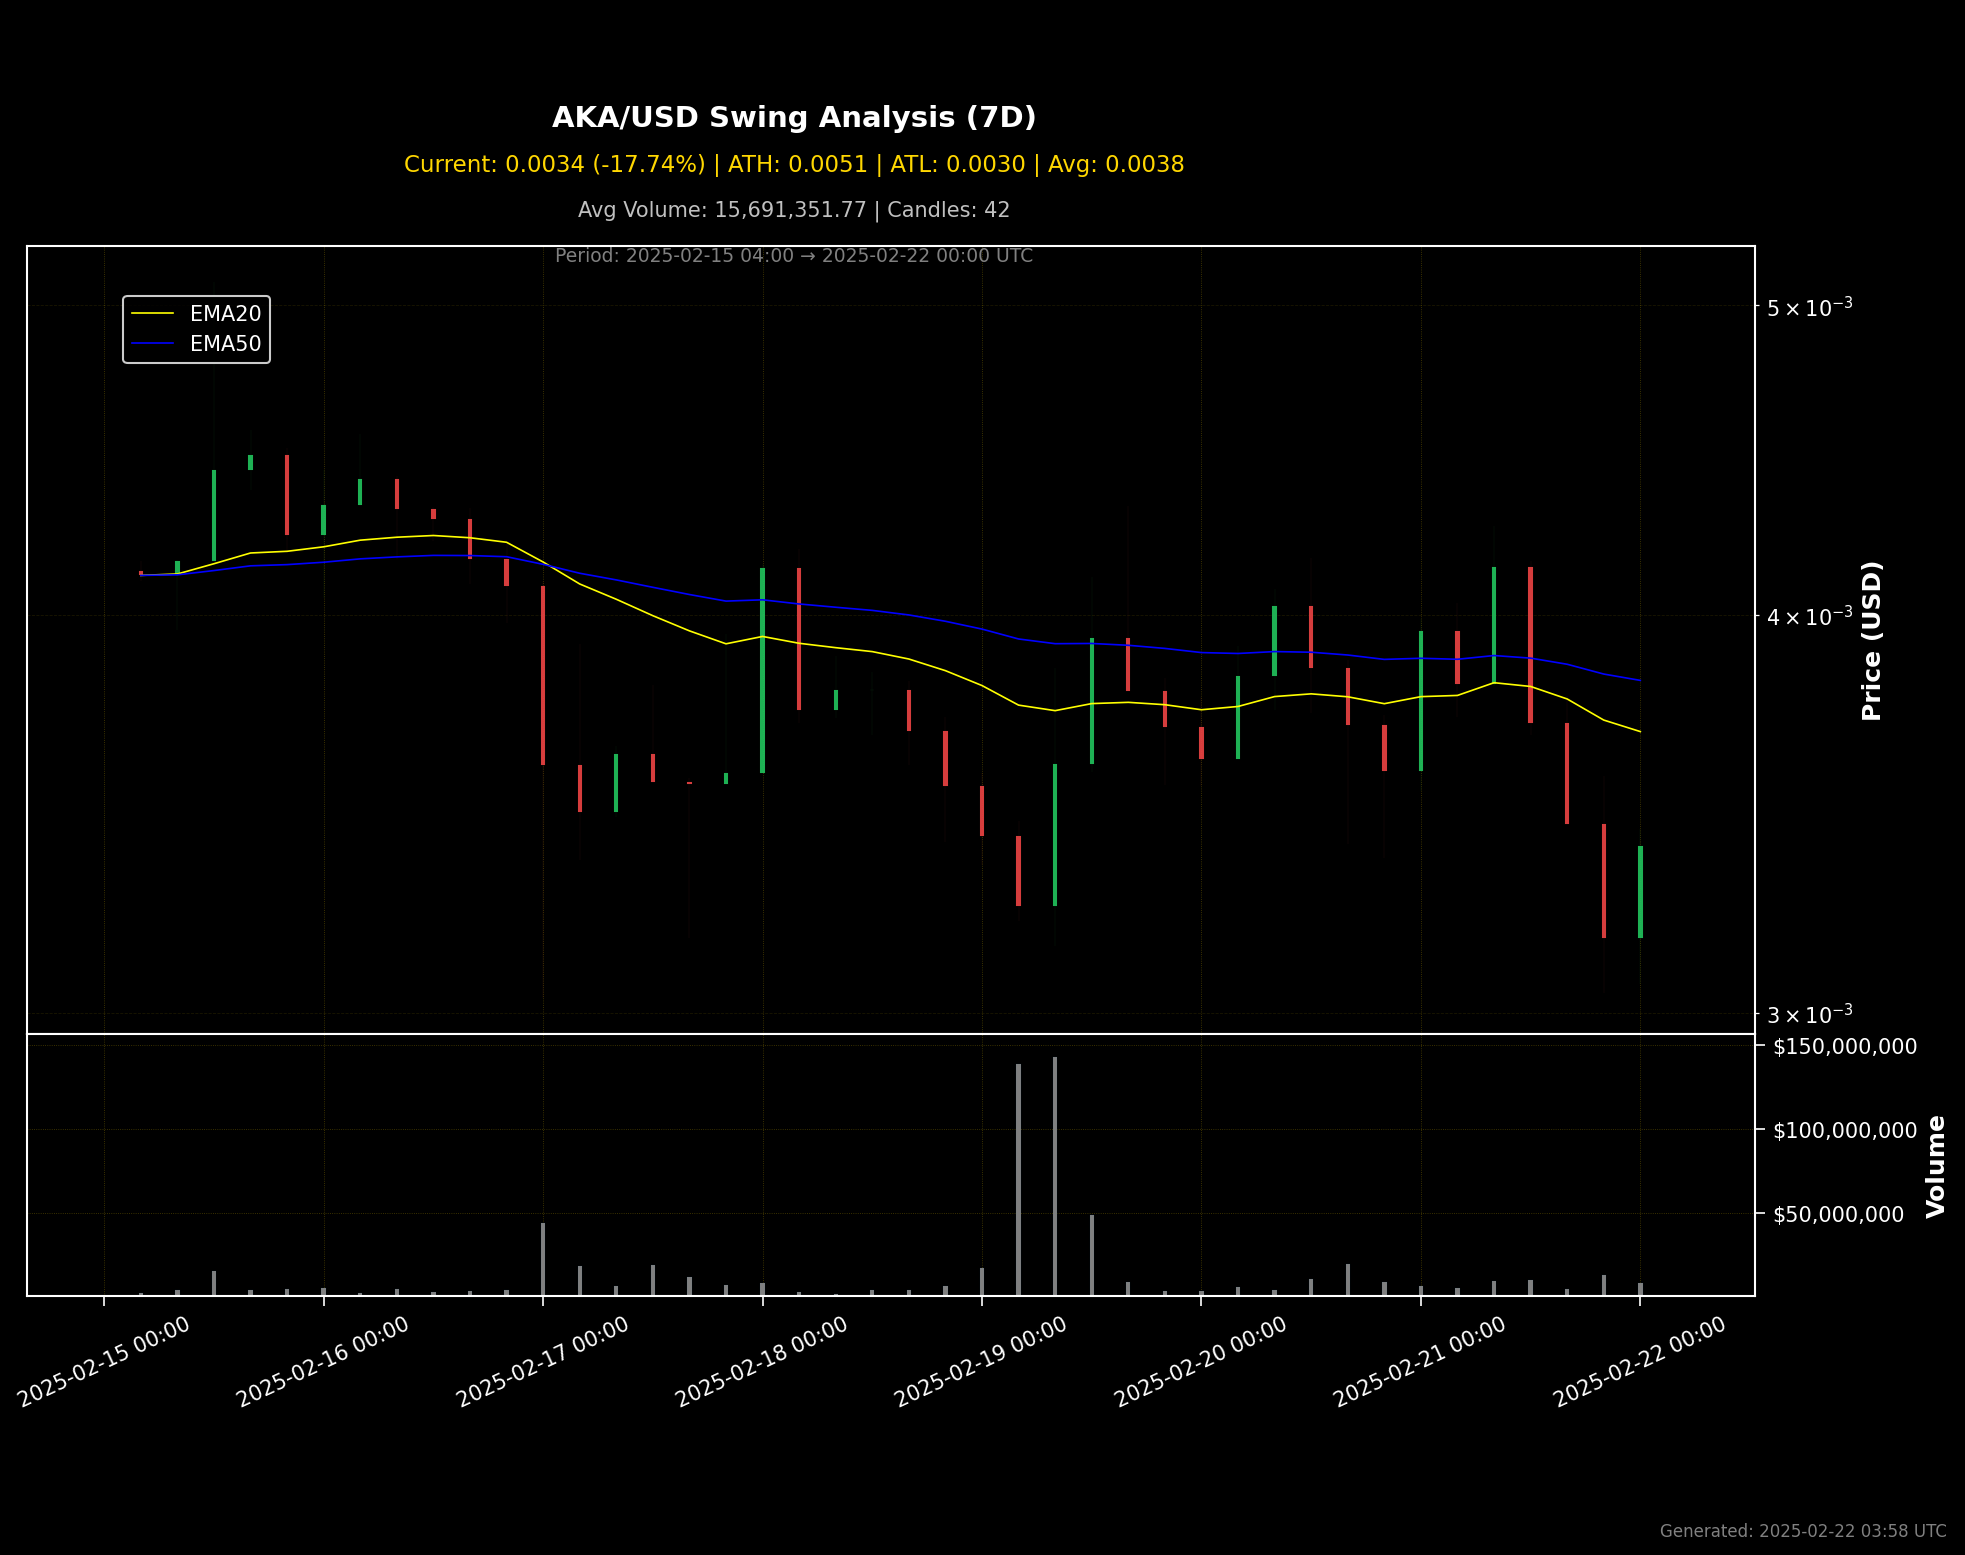 AKA/USD Swing Analysis (7D)
Current: 0.0034 (-17.74%) | ATH: 0.0051 | ATL: 0.0030 | Avg: 0.0038
Avg Volume: 15,691,351.77 | Candles: 42
Period: 2025-02-15 04:00 → 2025-02-22 00:00 UTC
EMA20
EMA50
5 × 10⁻³
4 × 10⁻³
3 × 10⁻³
Price (USD)
$150,000,000
$100,000,000
$50,000,000
Volume
2025-02-15 00:00
2025-02-16 00:00
2025-02-17 00:00
2025-02-18 00:00
2025-02-19 00:00
2025-02-20 00:00
2025-02-21 00:00
2025-02-22 00:00
Generated: 2025-02-22 03:58 UTC